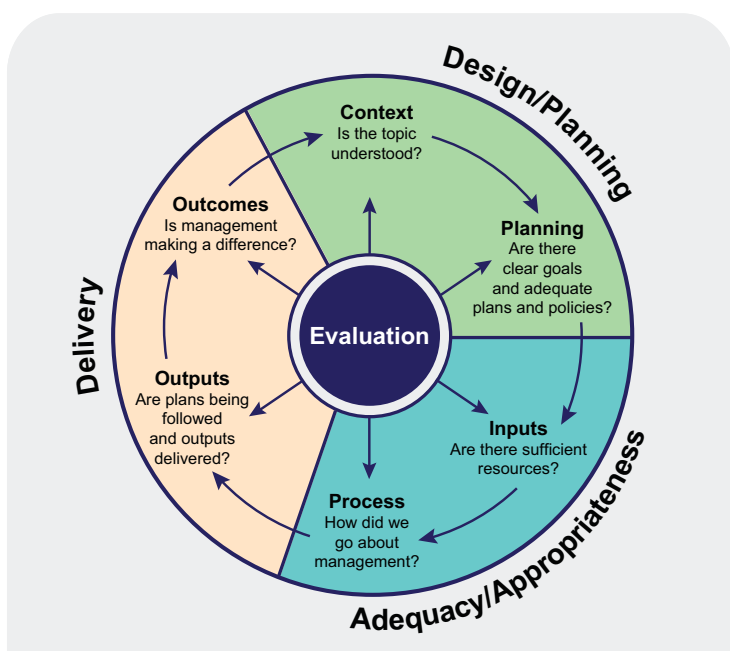 Design/Planning
Context
Is the topic
understood?
Planning
Are there
clear goals
and adequate
plans and policies?
Inputs
Are there sufficient
resources?
Adequacy/Appropriateness
Process
How did we
go about
management?
Outputs
Are plans being
followed
and outputs
delivered?
Delivery
Outcomes
Is management
making a difference?
Evaluation